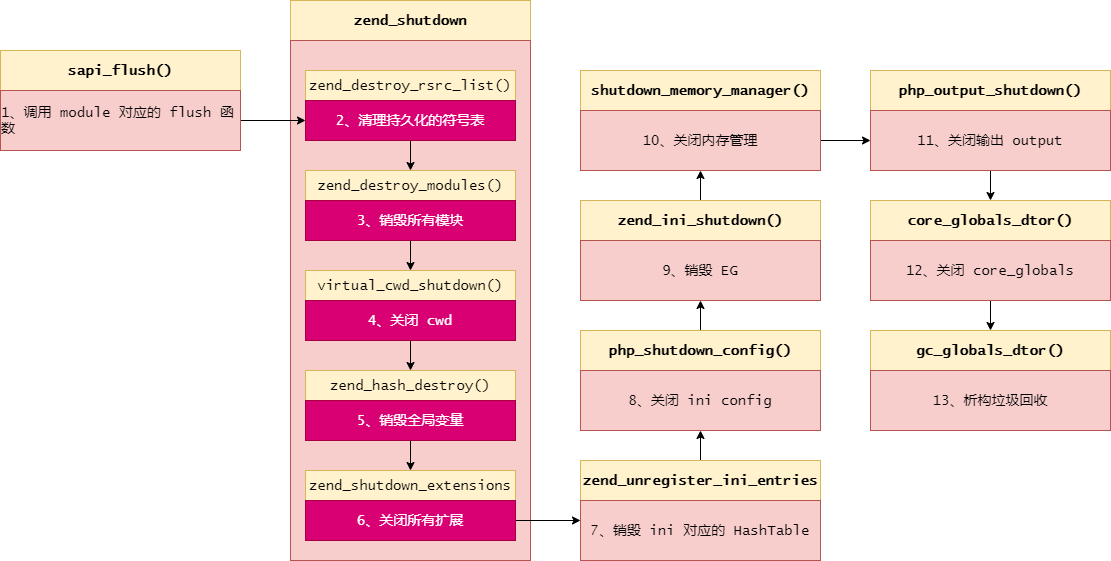 sapi_flush()
1、调用 module 对应的 flush 函
数
zend_shutdown
zend_destroy_rsrc_list()
2、清理持久化的符号表
zend_destroy_modules()
3、销毁所有模块
virtual_cwd_shutdown()
4、关闭 cwd
zend_hash_destroy()
5、销毁全局变量
zend_shutdown_extensions
6、关闭所有扩展
zend_unregister_ini_entries
7、销毁 ini 对应的 HashTable
php_shutdown_config()
8、关闭 ini config
zend_ini_shutdown()
9、销毁 EG
shutdown_memory_manager()
10、关闭内存管理
php_output_shutdown()
11、关闭输出 output
core_globals_dtor()
12、关闭 core_globals
gc_globals_dtor()
13、析构垃圾回收